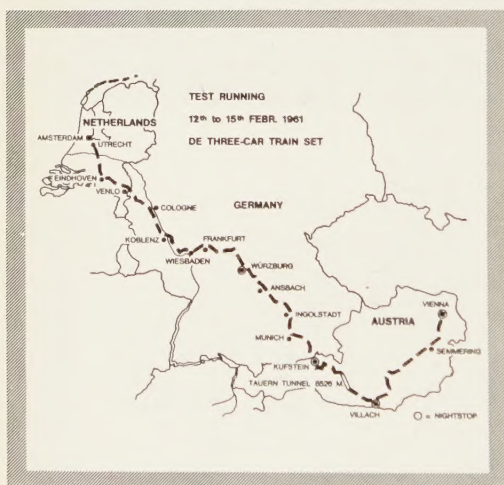 TEST RUNNING
12th to 15th FEBR. 1961
DE THREE-CAR TRAIN SET
NETHERLANDS
AMSTERDAM
UTRECHT
EINDHOVEN
VENLO
COLOGNE
GERMANY
KOBLENZ
FRANKFURT
WIESBADEN
WÜRZBURG
ANSBACH
INGOLSTADT
VIENNA
AUSTRIA
MUNICH
SEMMERING
KUFSTEIN
TAUERN TUNNEL 8526 M
VILLACH
O = NIGHTSTOP